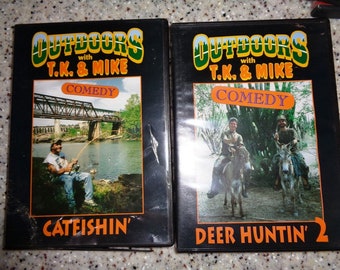 OUTDOORS
with
T.K. & MIKE
COMEDY
CATFISHIN'
OUTDOORS
with
T.K. & MIKE
COMEDY
DEER HUNTIN' 2